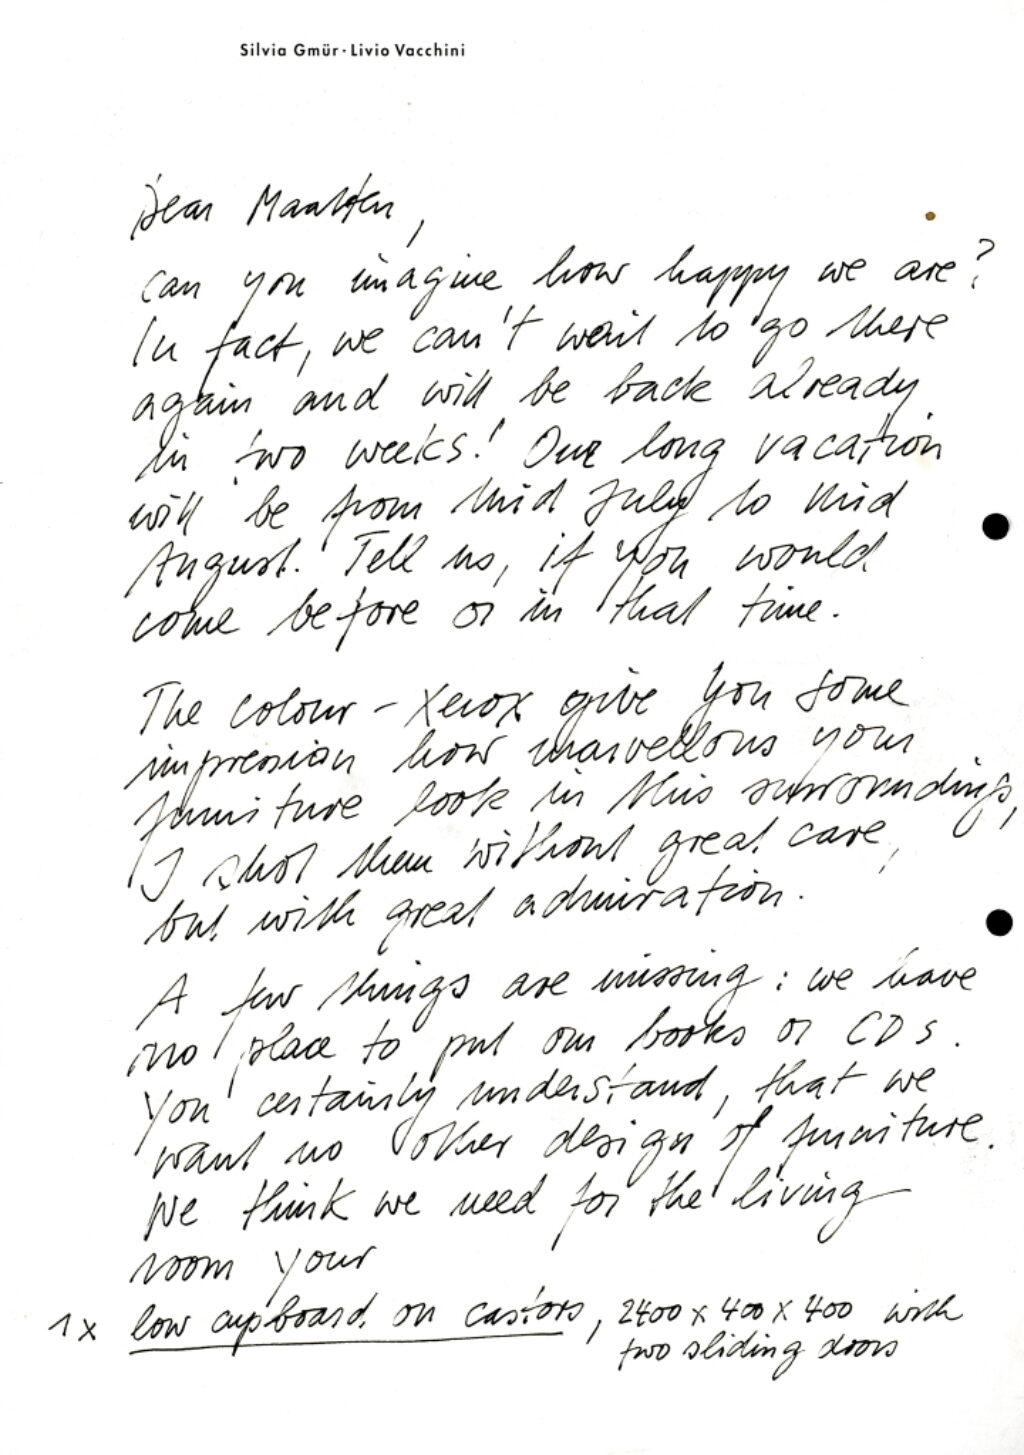 Silvia Gmür · Livio Vacchini
Dear Maarten,
can you imagine how happy we are?
In fact, we can't wait to go there
again and will be back already
in two weeks! Our long vacation
will be from mid July to mid
August. Tell us, if you would
come before or in that time.
The colour - Xerox give you some
impression how marvellous your
furniture look in this surroundings,
I shot them without great care,
but with great admiration.
A few things are missing: we have
no place to put our books or CDs.
You certainly understand, that we
want no other design of furniture.
We think we need for the living
room your
1x low cupboard on castors, 2400 x 400 x 400 with
two sliding doors